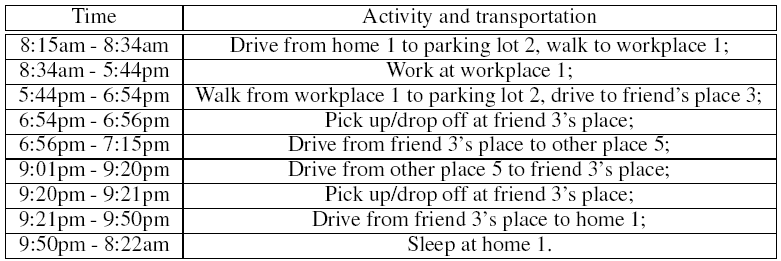 Time Activity and transportation
8:15am - 8:34am Drive from home 1 to parking lot 2, walk to workplace 1;
8:34am - 5:44pm Work at workplace 1;
5:44pm - 6:54pm Walk from workplace 1 to parking lot 2, drive to friend's place 3;
6:54pm - 6:56pm Pick up/drop off at friend 3's place;
6:56pm - 7:15pm Drive from friend 3's place to other place 5;
9:01pm - 9:20pm Drive from other place 5 to friend 3's place;
9:20pm - 9:21pm Pick up/drop off at friend 3's place;
9:21pm - 9:50pm Drive from friend 3's place to home 1;
9:50pm - 8:22am Sleep at home 1.